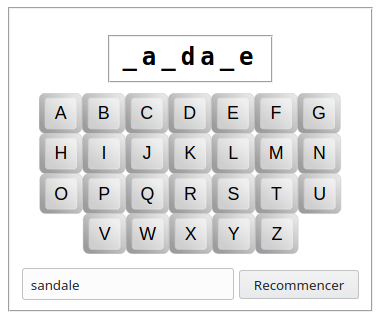 _a_da_e
A B C D E F G
H I J K L M N
O P Q R S T U
V W X Y Z
sandale Recommencer